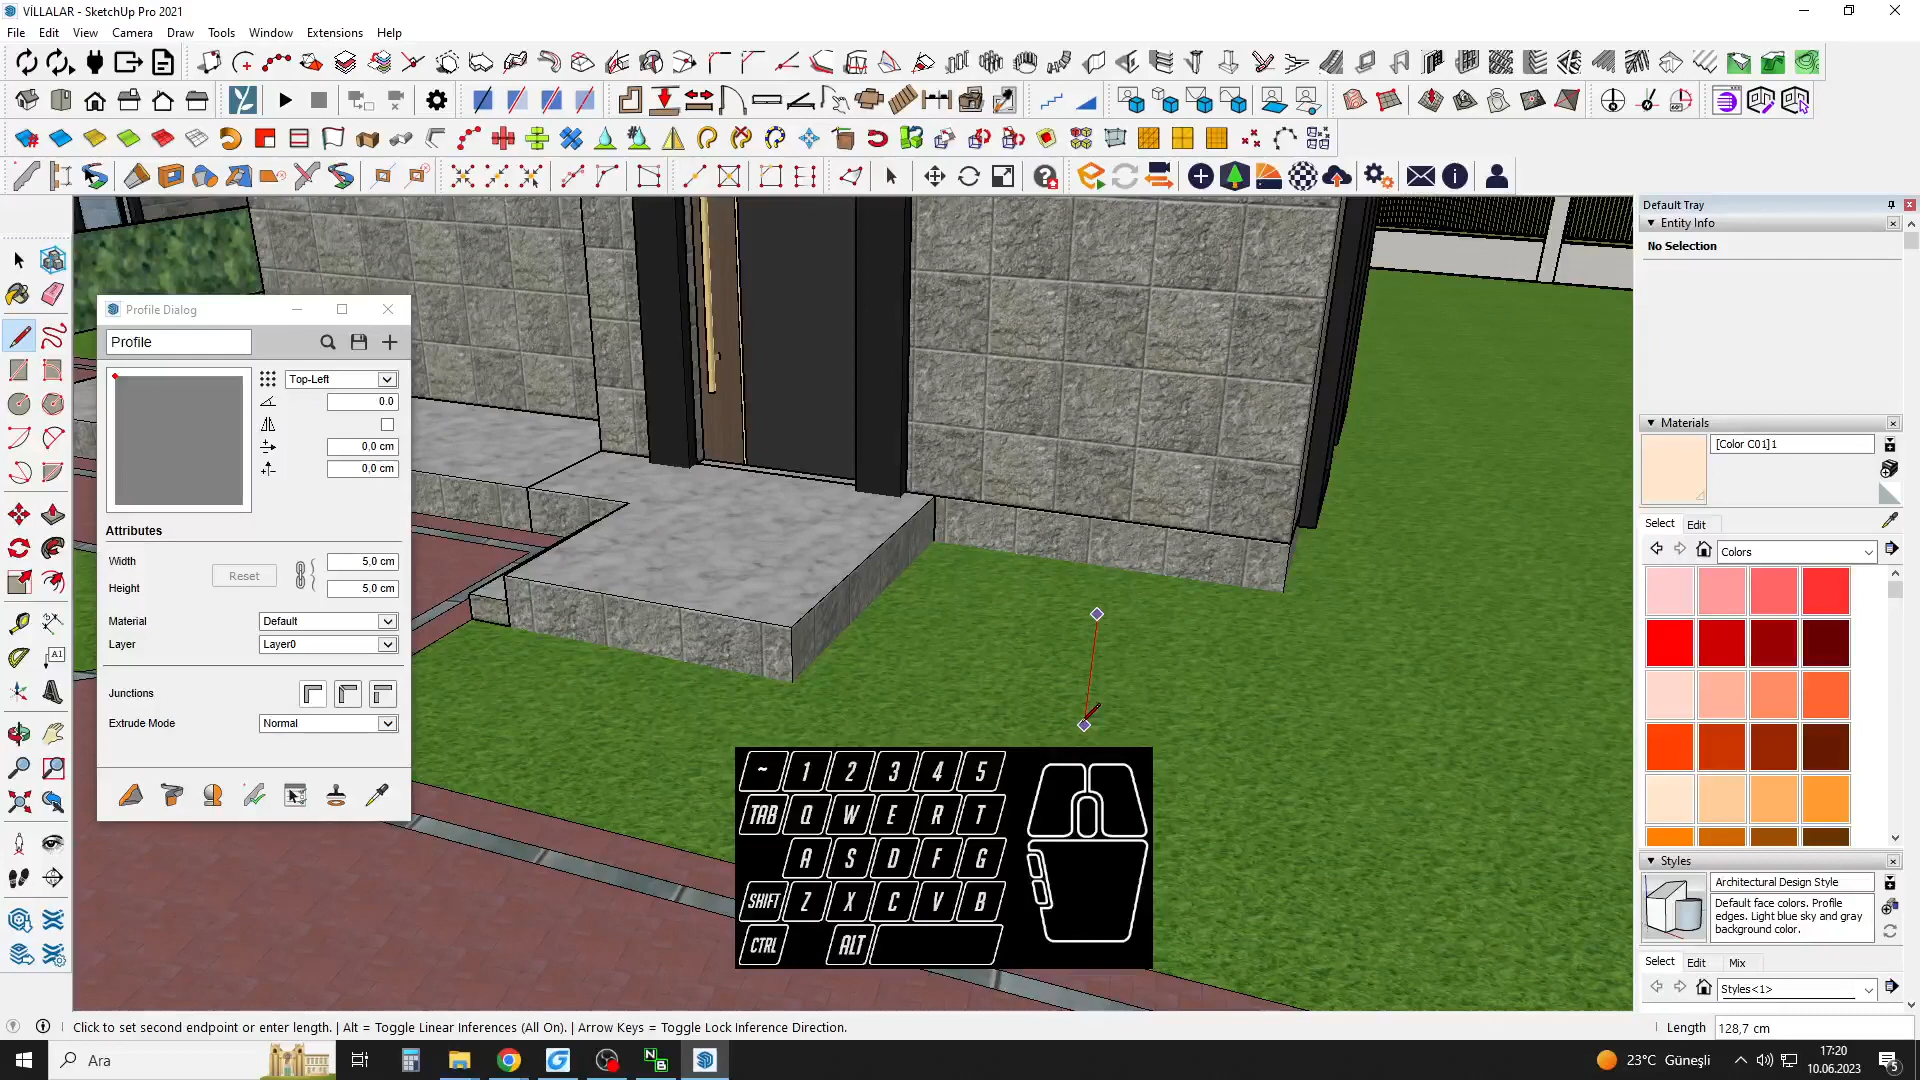 VİLLALAR - SketchUp Pro 2021
File Edit View Camera Draw Tools Window Extensions Help
Default Tray
Entity Info
No Selection
Profile Dialog
Profile
Top-Left
0.0
0,0 cm
0,0 cm
Attributes
Width 5,0 cm
Reset
Height 5,0 cm
Material Default
Layer Layer0
Junctions
Extrude Mode Normal
Materials
[Color C01]1
Select Edit
Colors
Styles
Architectural Design Style
Default face colors. Profile
edges. Light blue sky and gray
background color.
Select Edit Mix
Styles<1>
~ 1 2 3 4 5
TAB Q W E R T
A S D F G
SHIFT Z X C V B
CTRL ALT
Click to set second endpoint or enter length. | Alt = Toggle Linear Inferences (All On). | Arrow Keys = Toggle Lock Inference Direction.
Length 128,7 cm
Ara
23°C Güneşli
17:20
10.06.2023
5